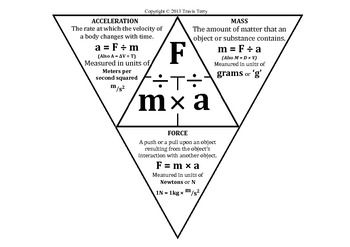 Copyright © 2013 Travis Terry
ACCELERATION
The rate at which the velocity of
a body changes with time.
a = F ÷ m
(Also A = ΔV ÷ T)
Measured in units of
Meters per
second squared
m/s²
MASS
The amount of matter that an
object or substance contains.
m = F ÷ a
(Also M = D × V)
Measured in units of
grams or 'g'
F
÷ ÷
m × a
FORCE
A push or a pull upon an object
resulting from the object's
interaction with another object.
F = m × a
Measured in units of
Newtons or N
1N = 1kg × m/s²